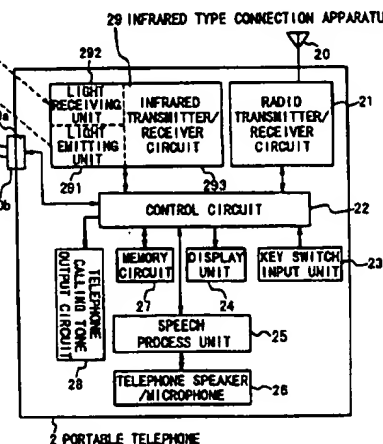 29 INFRARED TYPE CONNECTION APPARATU
292
20
LIGHT
RECEIVING
UNIT
LIGHT
EMITTING
UNIT
INFRARED
TRANSMITTER/
RECEIVER
CIRCUIT
RADIO
TRANSMITTER/
RECEIVER
CIRCUIT
21
291
293
CONTROL CIRCUIT
22
TELEPHONE
CALLING TONE
OUTPUT CIRCUIT
28
MEMORY
CIRCUIT
27
DISPLAY
UNIT
24
KEY SWITCH
INPUT UNIT
23
SPEECH
PROCESS UNIT
25
TELEPHONE SPEAKER
/MICROPHONE
26
2 PORTABLE TELEPHONE